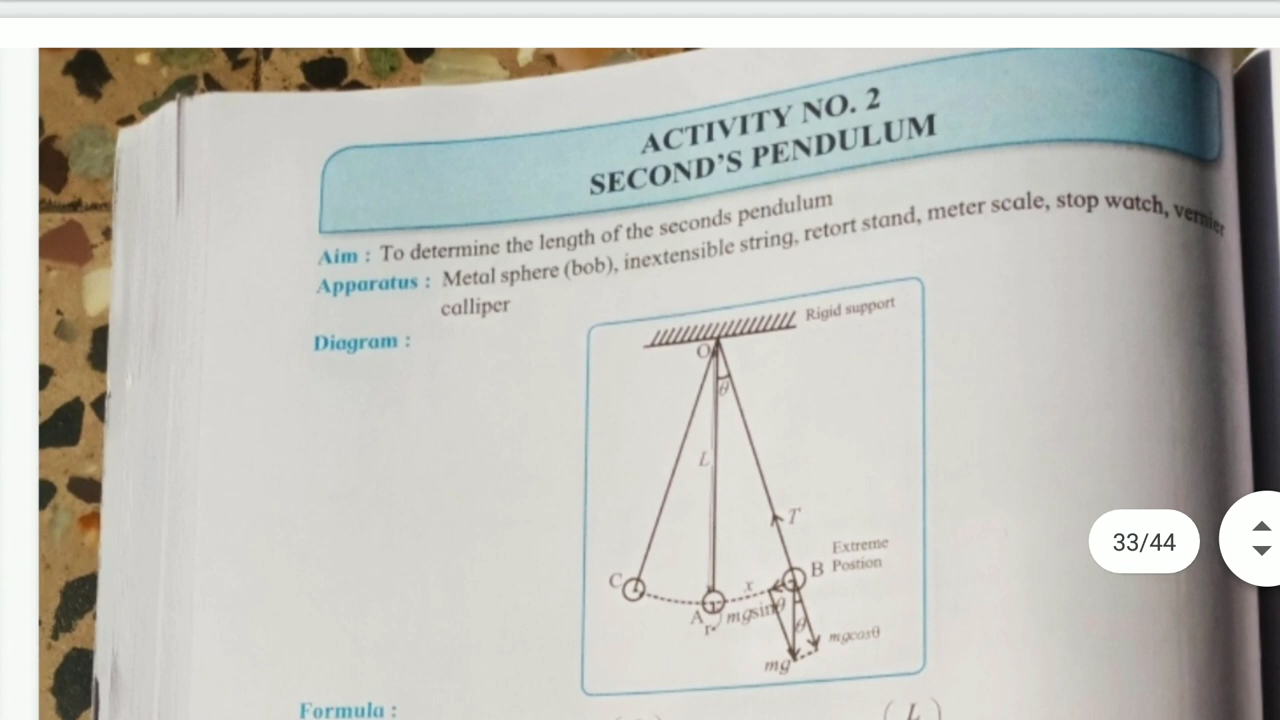 ACTIVITY NO. 2
SECOND'S PENDULUM
Aim : To determine the length of the seconds pendulum
Apparatus : Metal sphere (bob), inextensible string, retort stand, meter scale, stop watch, vernier
calliper
Diagram :
Rigid support
O
θ
L
T
Extreme
B Postion
C
x
A
r
mgsinθ
θ
mgcosθ
mg
33/44
Formula :
L